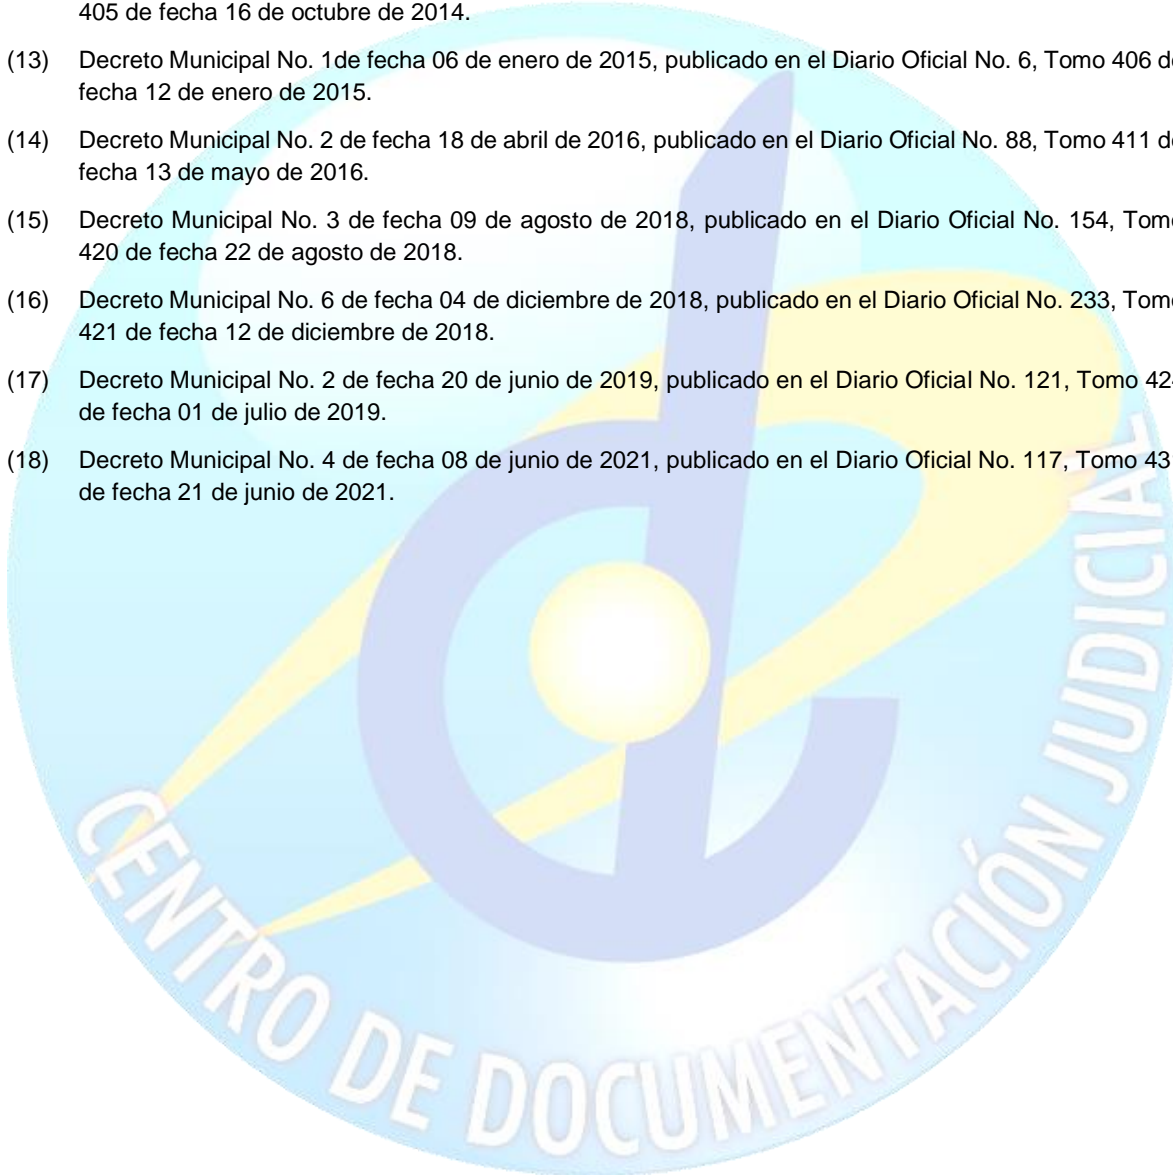 405 de fecha 16 de octubre de 2014.
(13) Decreto Municipal No. 1de fecha 06 de enero de 2015, publicado en el Diario Oficial No. 6, Tomo 406 de
fecha 12 de enero de 2015.
(14) Decreto Municipal No. 2 de fecha 18 de abril de 2016, publicado en el Diario Oficial No. 88, Tomo 411 de
fecha 13 de mayo de 2016.
(15) Decreto Municipal No. 3 de fecha 09 de agosto de 2018, publicado en el Diario Oficial No. 154, Tomo
420 de fecha 22 de agosto de 2018.
(16) Decreto Municipal No. 6 de fecha 04 de diciembre de 2018, publicado en el Diario Oficial No. 233, Tomo
421 de fecha 12 de diciembre de 2018.
(17) Decreto Municipal No. 2 de fecha 20 de junio de 2019, publicado en el Diario Oficial No. 121, Tomo
de fecha 01 de julio de 2019.
(18) Decreto Municipal No. 4 de fecha 08 de junio de 2021, publicado en el Diario Oficial No. 117, Tomo
de fecha 21 de junio de 2021.
CENTRO DE DOCUMENTACIÓN JUDICIAL